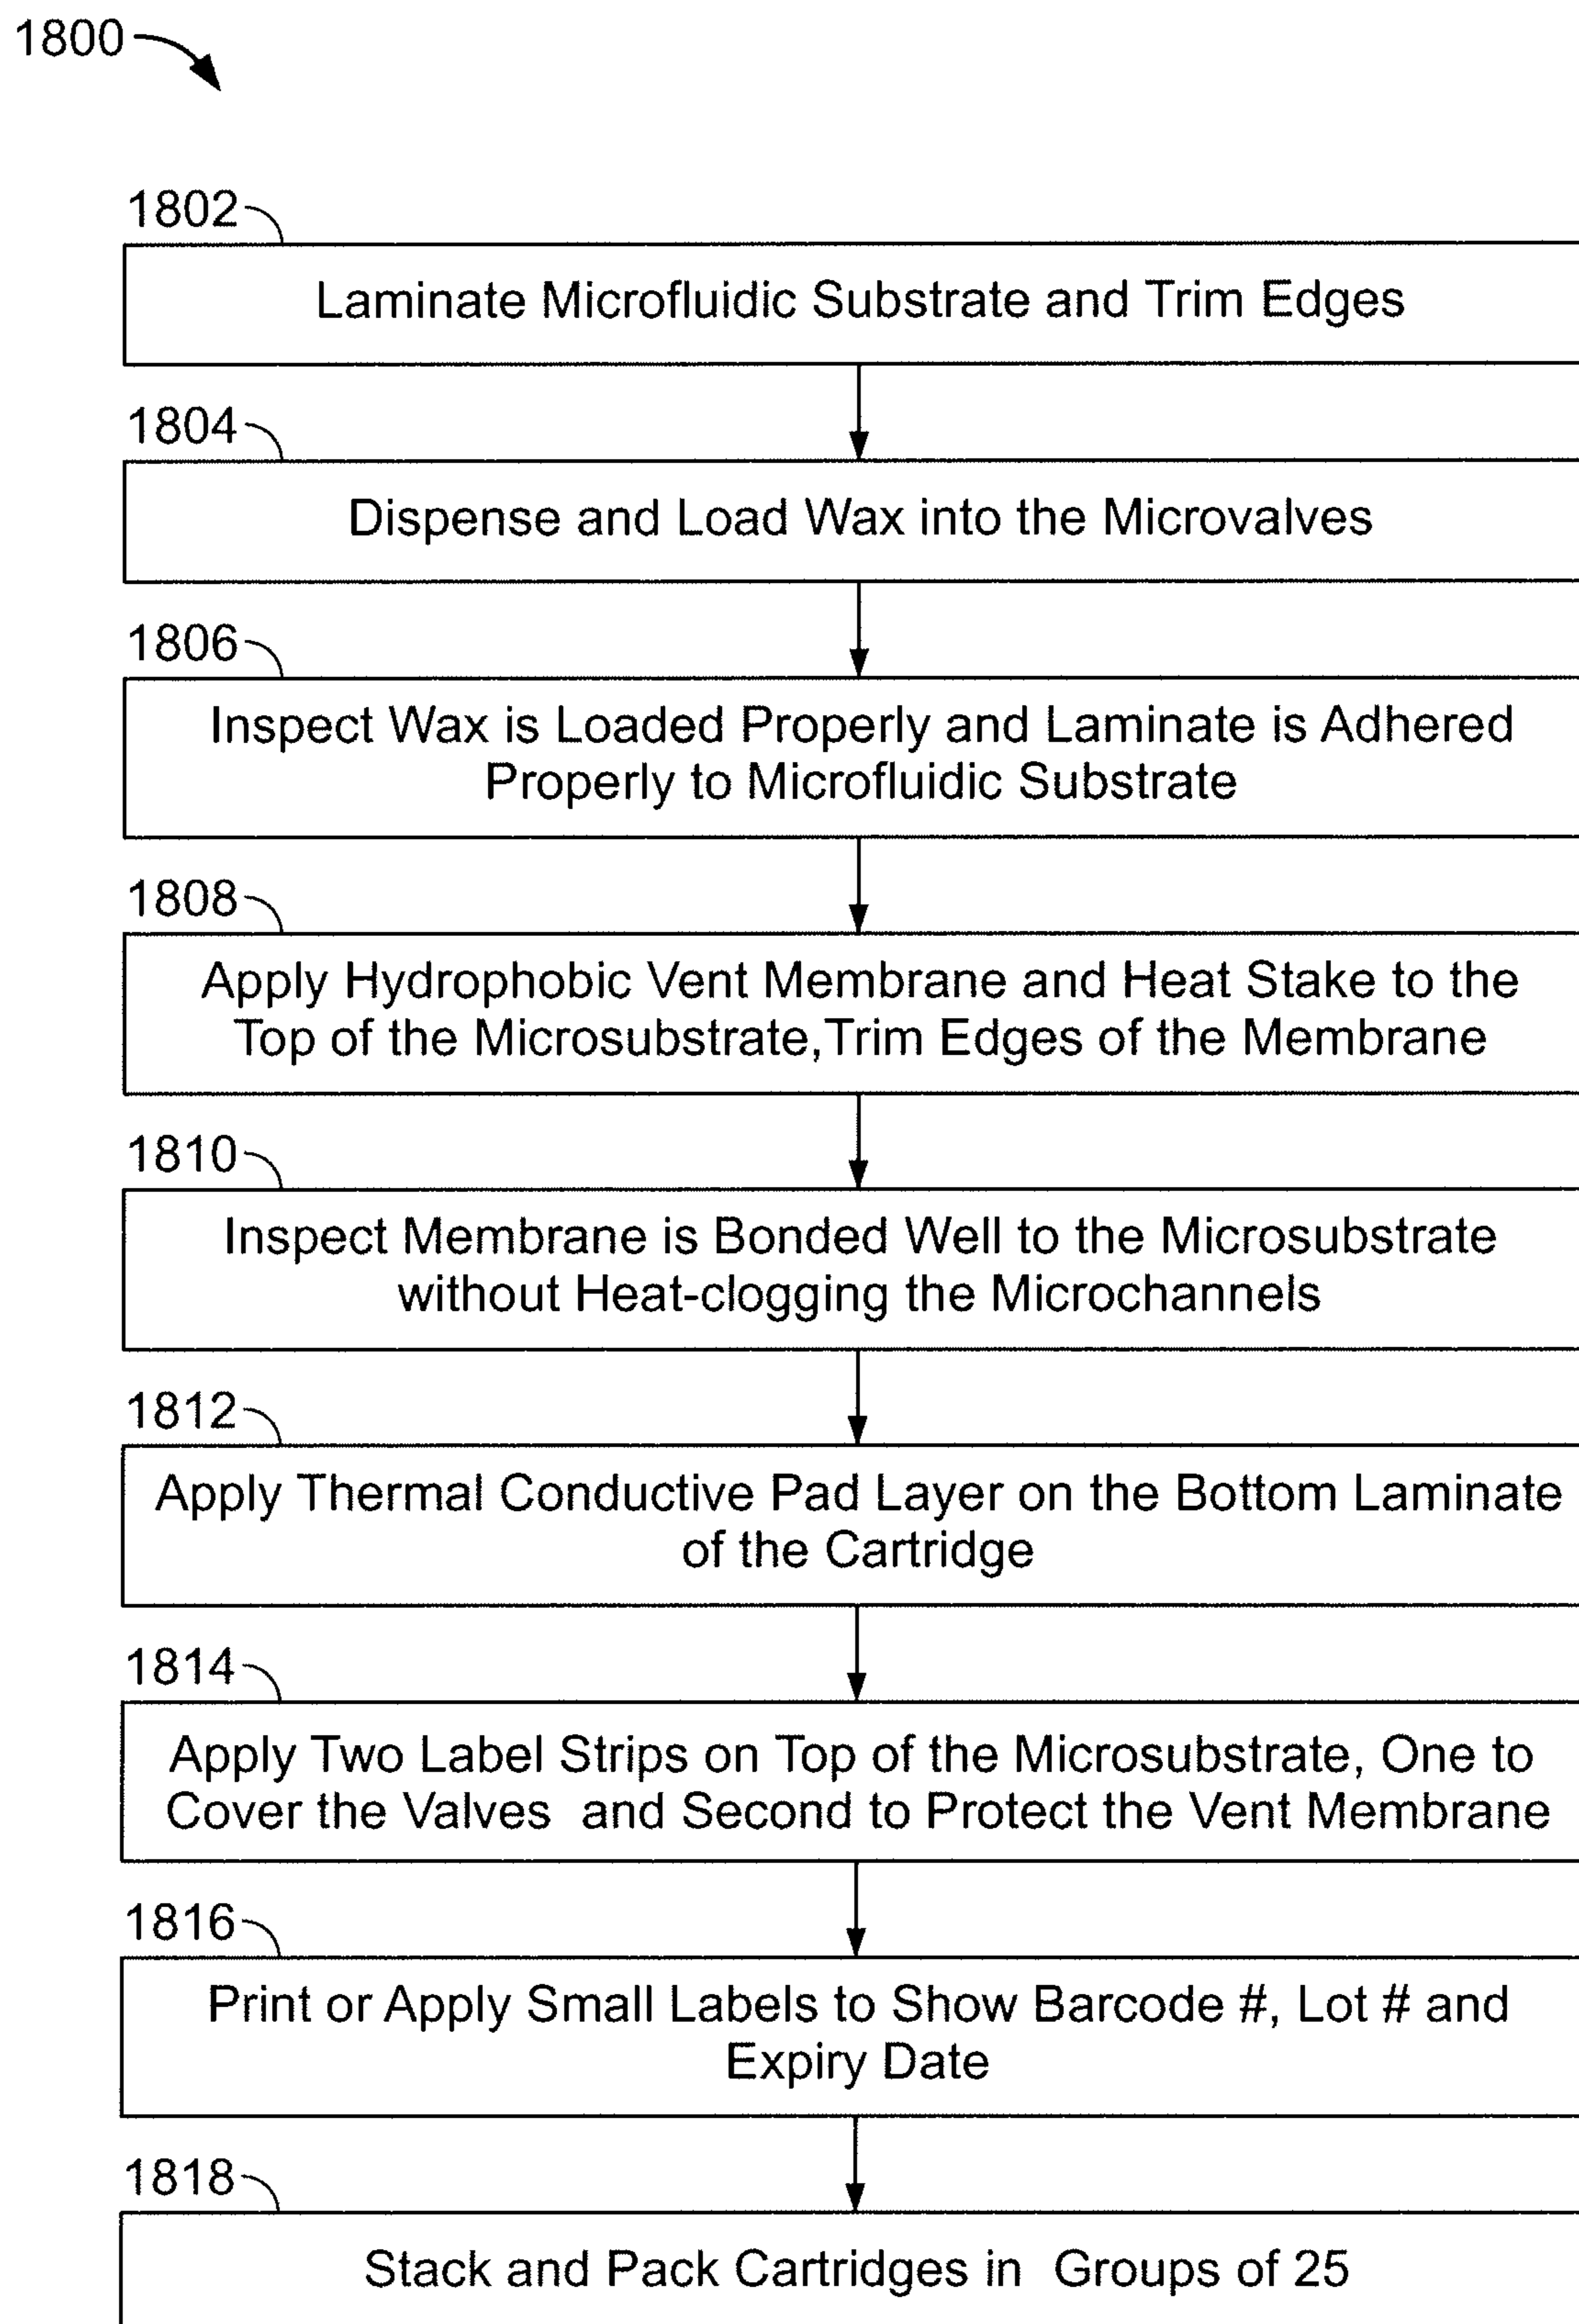 1800
1802
Laminate Microfluidic Substrate and Trim Edges
1804
Dispense and Load Wax into the Microvalves
1806
Inspect Wax is Loaded Properly and Laminate is Adhered
Properly to Microfluidic Substrate
1808
Apply Hydrophobic Vent Membrane and Heat Stake to the
Top of the Microsubstrate,Trim Edges of the Membrane
1810
Inspect Membrane is Bonded Well to the Microsubstrate
without Heat-clogging the Microchannels
1812
Apply Thermal Conductive Pad Layer on the Bottom Laminate
of the Cartridge
1814
Apply Two Label Strips on Top of the Microsubstrate, One to
Cover the Valves and Second to Protect the Vent Membrane
1816
Print or Apply Small Labels to Show Barcode #, Lot # and
Expiry Date
1818
Stack and Pack Cartridges in Groups of 25